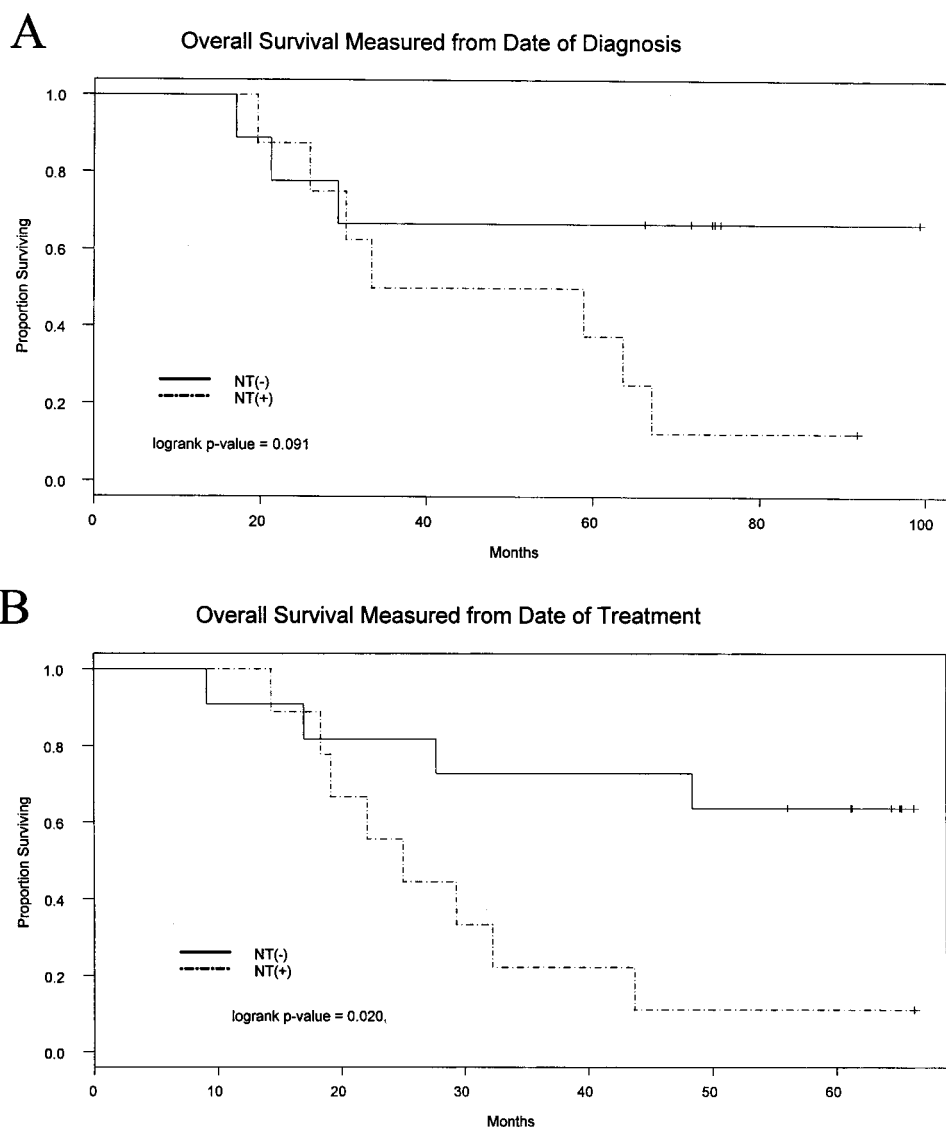 A
Overall Survival Measured from Date of Diagnosis
1.0
0.8
0.6
0.4
0.2
0.0
Proportion Surviving
NT(-)
NT(+)
logrank p-value = 0.091
0 20 40 60 80 100
Months
B
Overall Survival Measured from Date of Treatment
1.0
0.8
0.6
0.4
0.2
0.0
Proportion Surviving
NT(-)
NT(+)
logrank p-value = 0.020,
0 10 20 30 40 50 60
Months